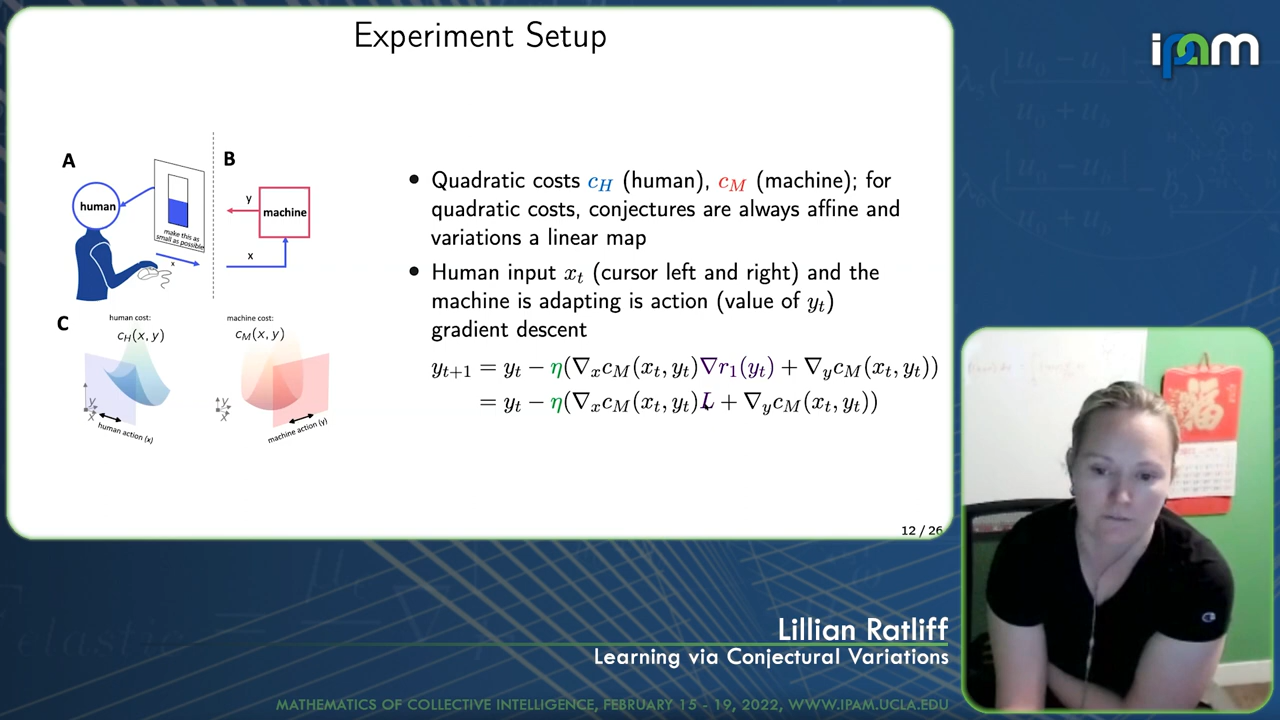 Experiment Setup
ipam
A
B
human
make this as
small as possible
x
y
machine
x
C
human cost:
c_H(x, y)
machine cost:
c_M(x, y)
y
x
human action (x)
y
x
machine action (y)
• Quadratic costs c_H (human), c_M (machine); for
quadratic costs, conjectures are always affine and
variations a linear map
• Human input x_t (cursor left and right) and the
machine is adapting is action (value of y_t)
gradient descent
y_{t+1} = y_t − η(∇_x c_M(x_t, y_t)∇r_1(y_t) + ∇_y c_M(x_t, y_t))
= y_t − η(∇_x c_M(x_t, y_t)L + ∇_y c_M(x_t, y_t))
12 / 26
福
Lillian Ratliff
Learning via Conjectural Variations
MATHEMATICS OF COLLECTIVE INTELLIGENCE, FEBRUARY 15 - 19, 2022, WWW.IPAM.UCLA.EDU